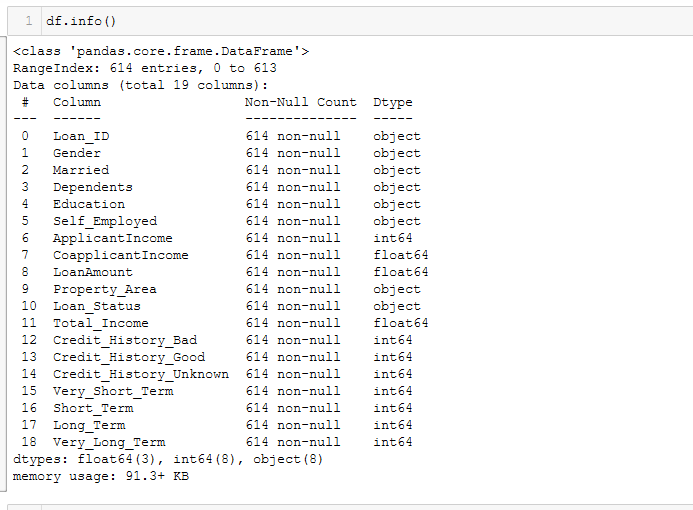 1 df.info()
<class 'pandas.core.frame.DataFrame'>
RangeIndex: 614 entries, 0 to 613
Data columns (total 19 columns):
 #   Column                  Non-Null Count  Dtype
---  ------                  --------------  -----
 0   Loan_ID                 614 non-null    object
 1   Gender                  614 non-null    object
 2   Married                 614 non-null    object
 3   Dependents              614 non-null    object
 4   Education               614 non-null    object
 5   Self_Employed           614 non-null    object
 6   ApplicantIncome         614 non-null    int64
 7   CoapplicantIncome       614 non-null    float64
 8   LoanAmount              614 non-null    float64
 9   Property_Area           614 non-null    object
 10  Loan_Status             614 non-null    object
 11  Total_Income            614 non-null    float64
 12  Credit_History_Bad      614 non-null    int64
 13  Credit_History_Good     614 non-null    int64
 14  Credit_History_Unknown  614 non-null    int64
 15  Very_Short_Term         614 non-null    int64
 16  Short_Term              614 non-null    int64
 17  Long_Term               614 non-null    int64
 18  Very_Long_Term          614 non-null    int64
dtypes: float64(3), int64(8), object(8)
memory usage: 91.3+ KB